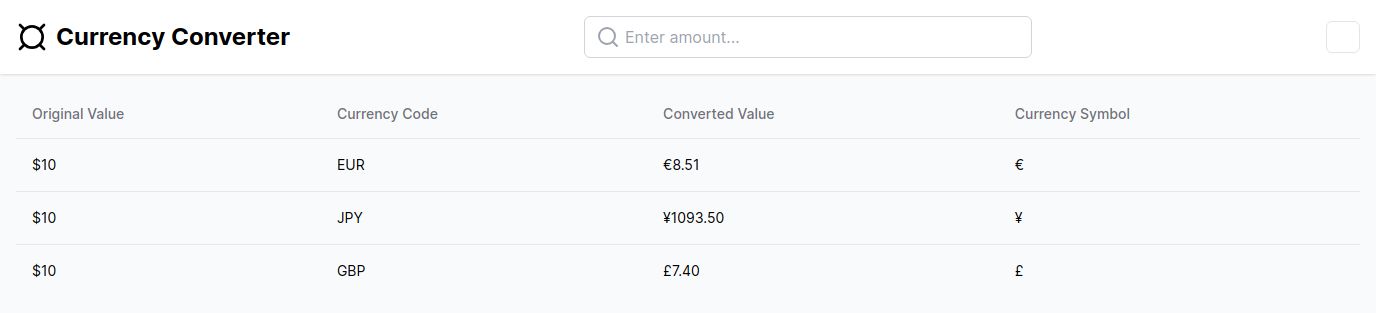 Currency Converter
Enter amount...
Original Value Currency Code Converted Value Currency Symbol
$10 EUR €8.51 €
$10 JPY ¥1093.50 ¥
$10 GBP £7.40 £